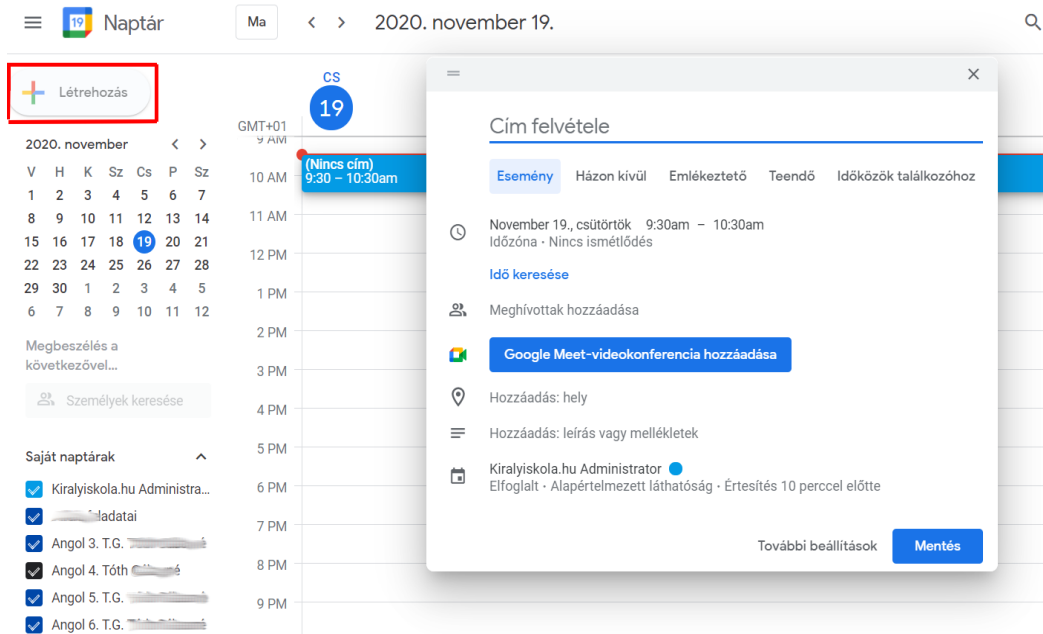 19 Naptár Ma 2020. november 19.
Létrehozás
2020. november
V H K Sz Cs P Sz
1 2 3 4 5 6 7
8 9 10 11 12 13 14
15 16 17 18 19 20 21
22 23 24 25 26 27 28
29 30 1 2 3 4 5
6 7 8 9 10 11 12
Megbeszélés a
következővel...
Személyek keresése
Saját naptárak
Kiralyiskola.hu Administra...
ladatai
Angol 3. T.G.
Angol 4. Tóth
Angol 5. T.G.
Angol 6. T.G.
CS
19
GMT+01
9 AM
(Nincs cím)
9:30 – 10:30am
10 AM
11 AM
12 PM
1 PM
2 PM
3 PM
4 PM
5 PM
6 PM
7 PM
8 PM
9 PM
Cím felvétele
Esemény Házon kívül Emlékeztető Teendő Időközök találkozóhoz
November 19., csütörtök 9:30am – 10:30am
Időzóna · Nincs ismétlődés
Idő keresése
Meghívottak hozzáadása
Google Meet-videokonferencia hozzáadása
Hozzáadás: hely
Hozzáadás: leírás vagy mellékletek
Kiralyiskola.hu Administrator
Elfoglalt · Alapértelmezett láthatóság · Értesítés 10 perccel előtte
További beállítások Mentés